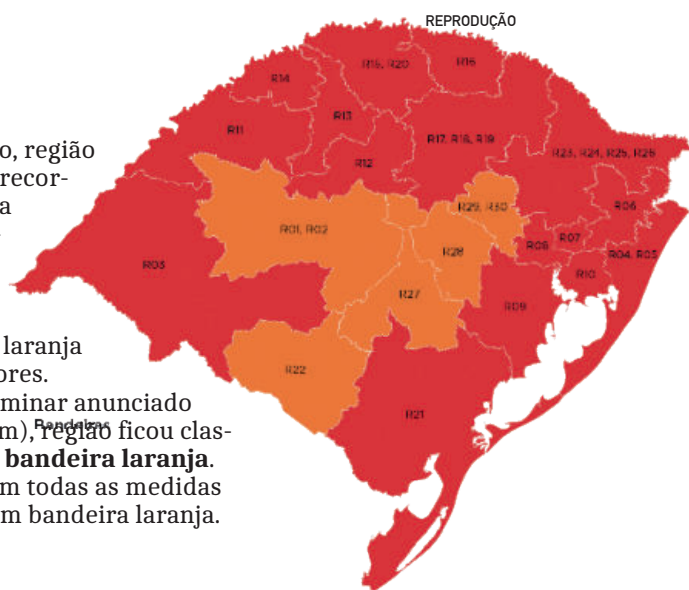 REPRODUÇÃO
o, região
recor-
a
laranja
ores.
minar anunciado
m), região ficou clas-
bandeira laranja.
m todas as medidas
m bandeira laranja.
Bandeiras
R14
R15, R20
R16
R13
R11
R12
R17, R18, R19
R23, R24, R25, R26
R06
R29, R30
R01, R02
R03
R28
R08
R07
R04, R05
R10
R27
R09
R22
R21